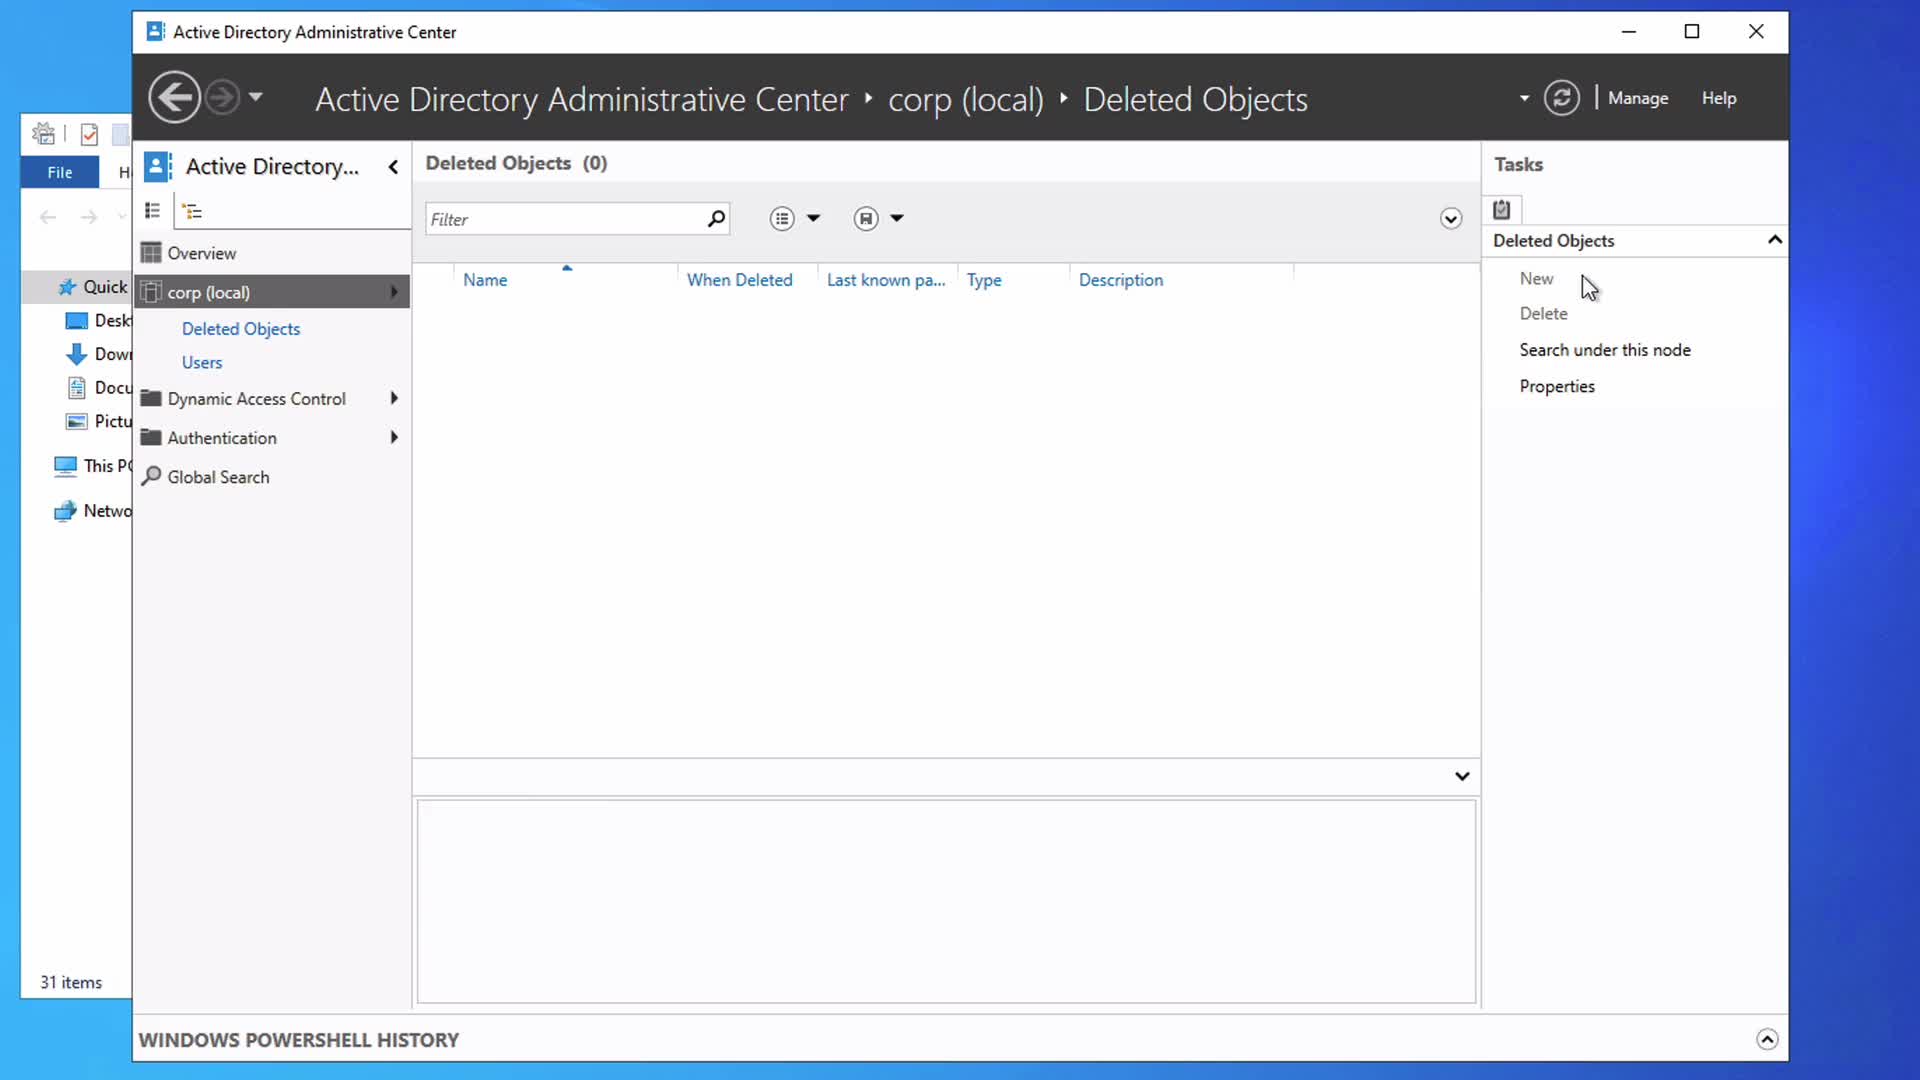 Active Directory Administrative Center
Active Directory Administrative Center corp (local) Deleted Objects
Manage
Help
File
Quick
Down
Docu
Pictu
This PC
Netwo
31 items
Active Directory...
Overview
corp (local)
Deleted Objects
Users
Dynamic Access Control
Authentication
Global Search
Deleted Objects (0)
Filter
Name
When Deleted
Last known pa...
Type
Description
Tasks
Deleted Objects
New
Delete
Search under this node
Properties
WINDOWS POWERSHELL HISTORY